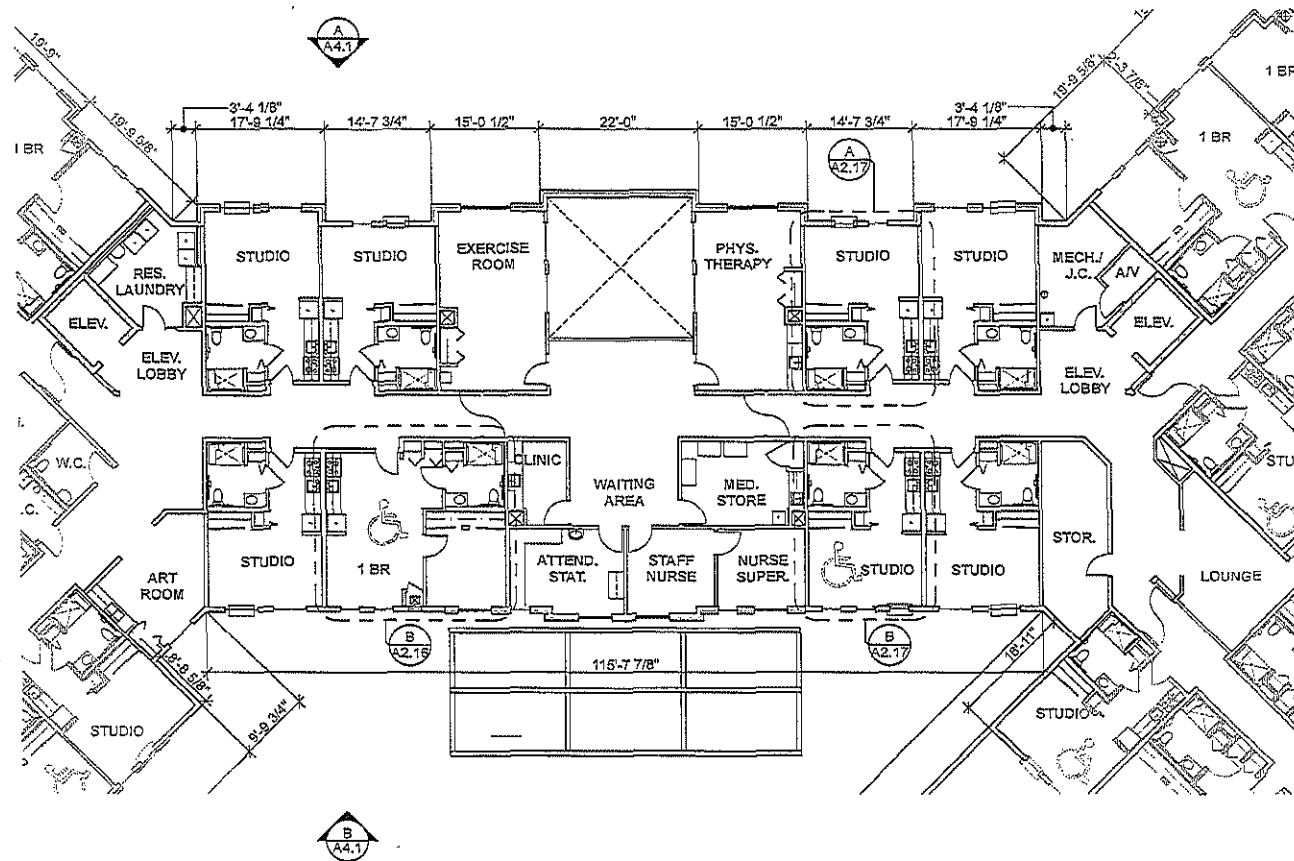 A
A4.1
19'-9"
19'-9 5/8"
3'-4 1/8"
17'-9 1/4"
14'-7 3/4"
15'-0 1/2"
22'-0"
15'-0 1/2"
14'-7 3/4"
17'-9 1/4"
3'-4 1/8"
19'-9 5/8"
2'-3 7/8"
A
A2.17
1 BR
1 BR
1 BR
RES.
LAUNDRY
STUDIO
STUDIO
EXERCISE
ROOM
PHYS.
THERAPY
STUDIO
STUDIO
MECH./
J.C.
A/V
ELEV.
ELEV.
LOBBY
ELEV.
ELEV.
LOBBY
W.C.
CLINIC
WAITING
AREA
MED.
STORE
STUDIO
1 BR
ATTEND.
STAT.
STAFF
NURSE
NURSE
SUPER.
STUDIO
STUDIO
STOR.
LOUNGE
ART
ROOM
B
A2.16
B
A2.17
115'-7 7/8"
9'-9 3/4"
18'-11"
STUDIO
STUDIO
B
A4.1